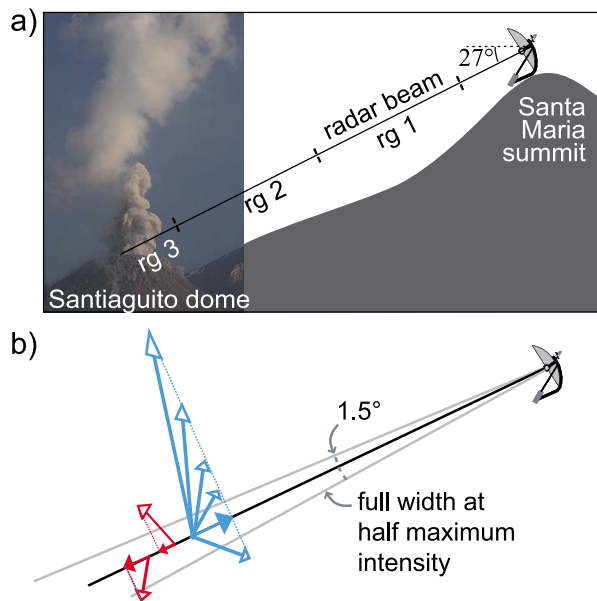 a)
27°
radar beam
rg 1
rg 2
rg 3
Santa
Maria
summit
Santiaguito dome
b)
1.5°
full width at
half maximum
intensity